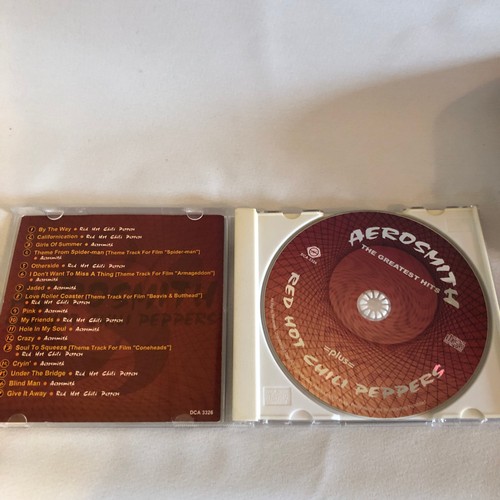 By The Way ● Red Hot Chili Peppers
Californication ● Red Hot Chili Peppers
Girls Of Summer ● Aerosmith
Theme From Spider-man [Theme Track For Film "Spider-man"]
● Aerosmith
Otherside ● Red Hot Chili Peppers
I Don't Want To Miss A Thing [Theme Track For Film "Armageddon"]
● Aerosmith
Jaded ● Aerosmith
Love Roller Coaster [Theme Track For Film "Beavis & Butthead"]
● Red Hot Chili Peppers
Pink ● Aerosmith
My Friends ● Red Hot Chili Peppers
Hole In My Soul ● Aerosmith
Crazy ● Aerosmith
Soul To Squeeze [Theme Track For Film "Coneheads"]
● Red Hot Chili Peppers
Cryin' ● Aerosmith
Under The Bridge ● Red Hot Chili Peppers
Blind Man ● Aerosmith
Give It Away ● Red Hot Chili Peppers
DCA 3326
AEROSMITH
THE GREATEST HITS
=plus=
RED HOT CHILI PEPPERS